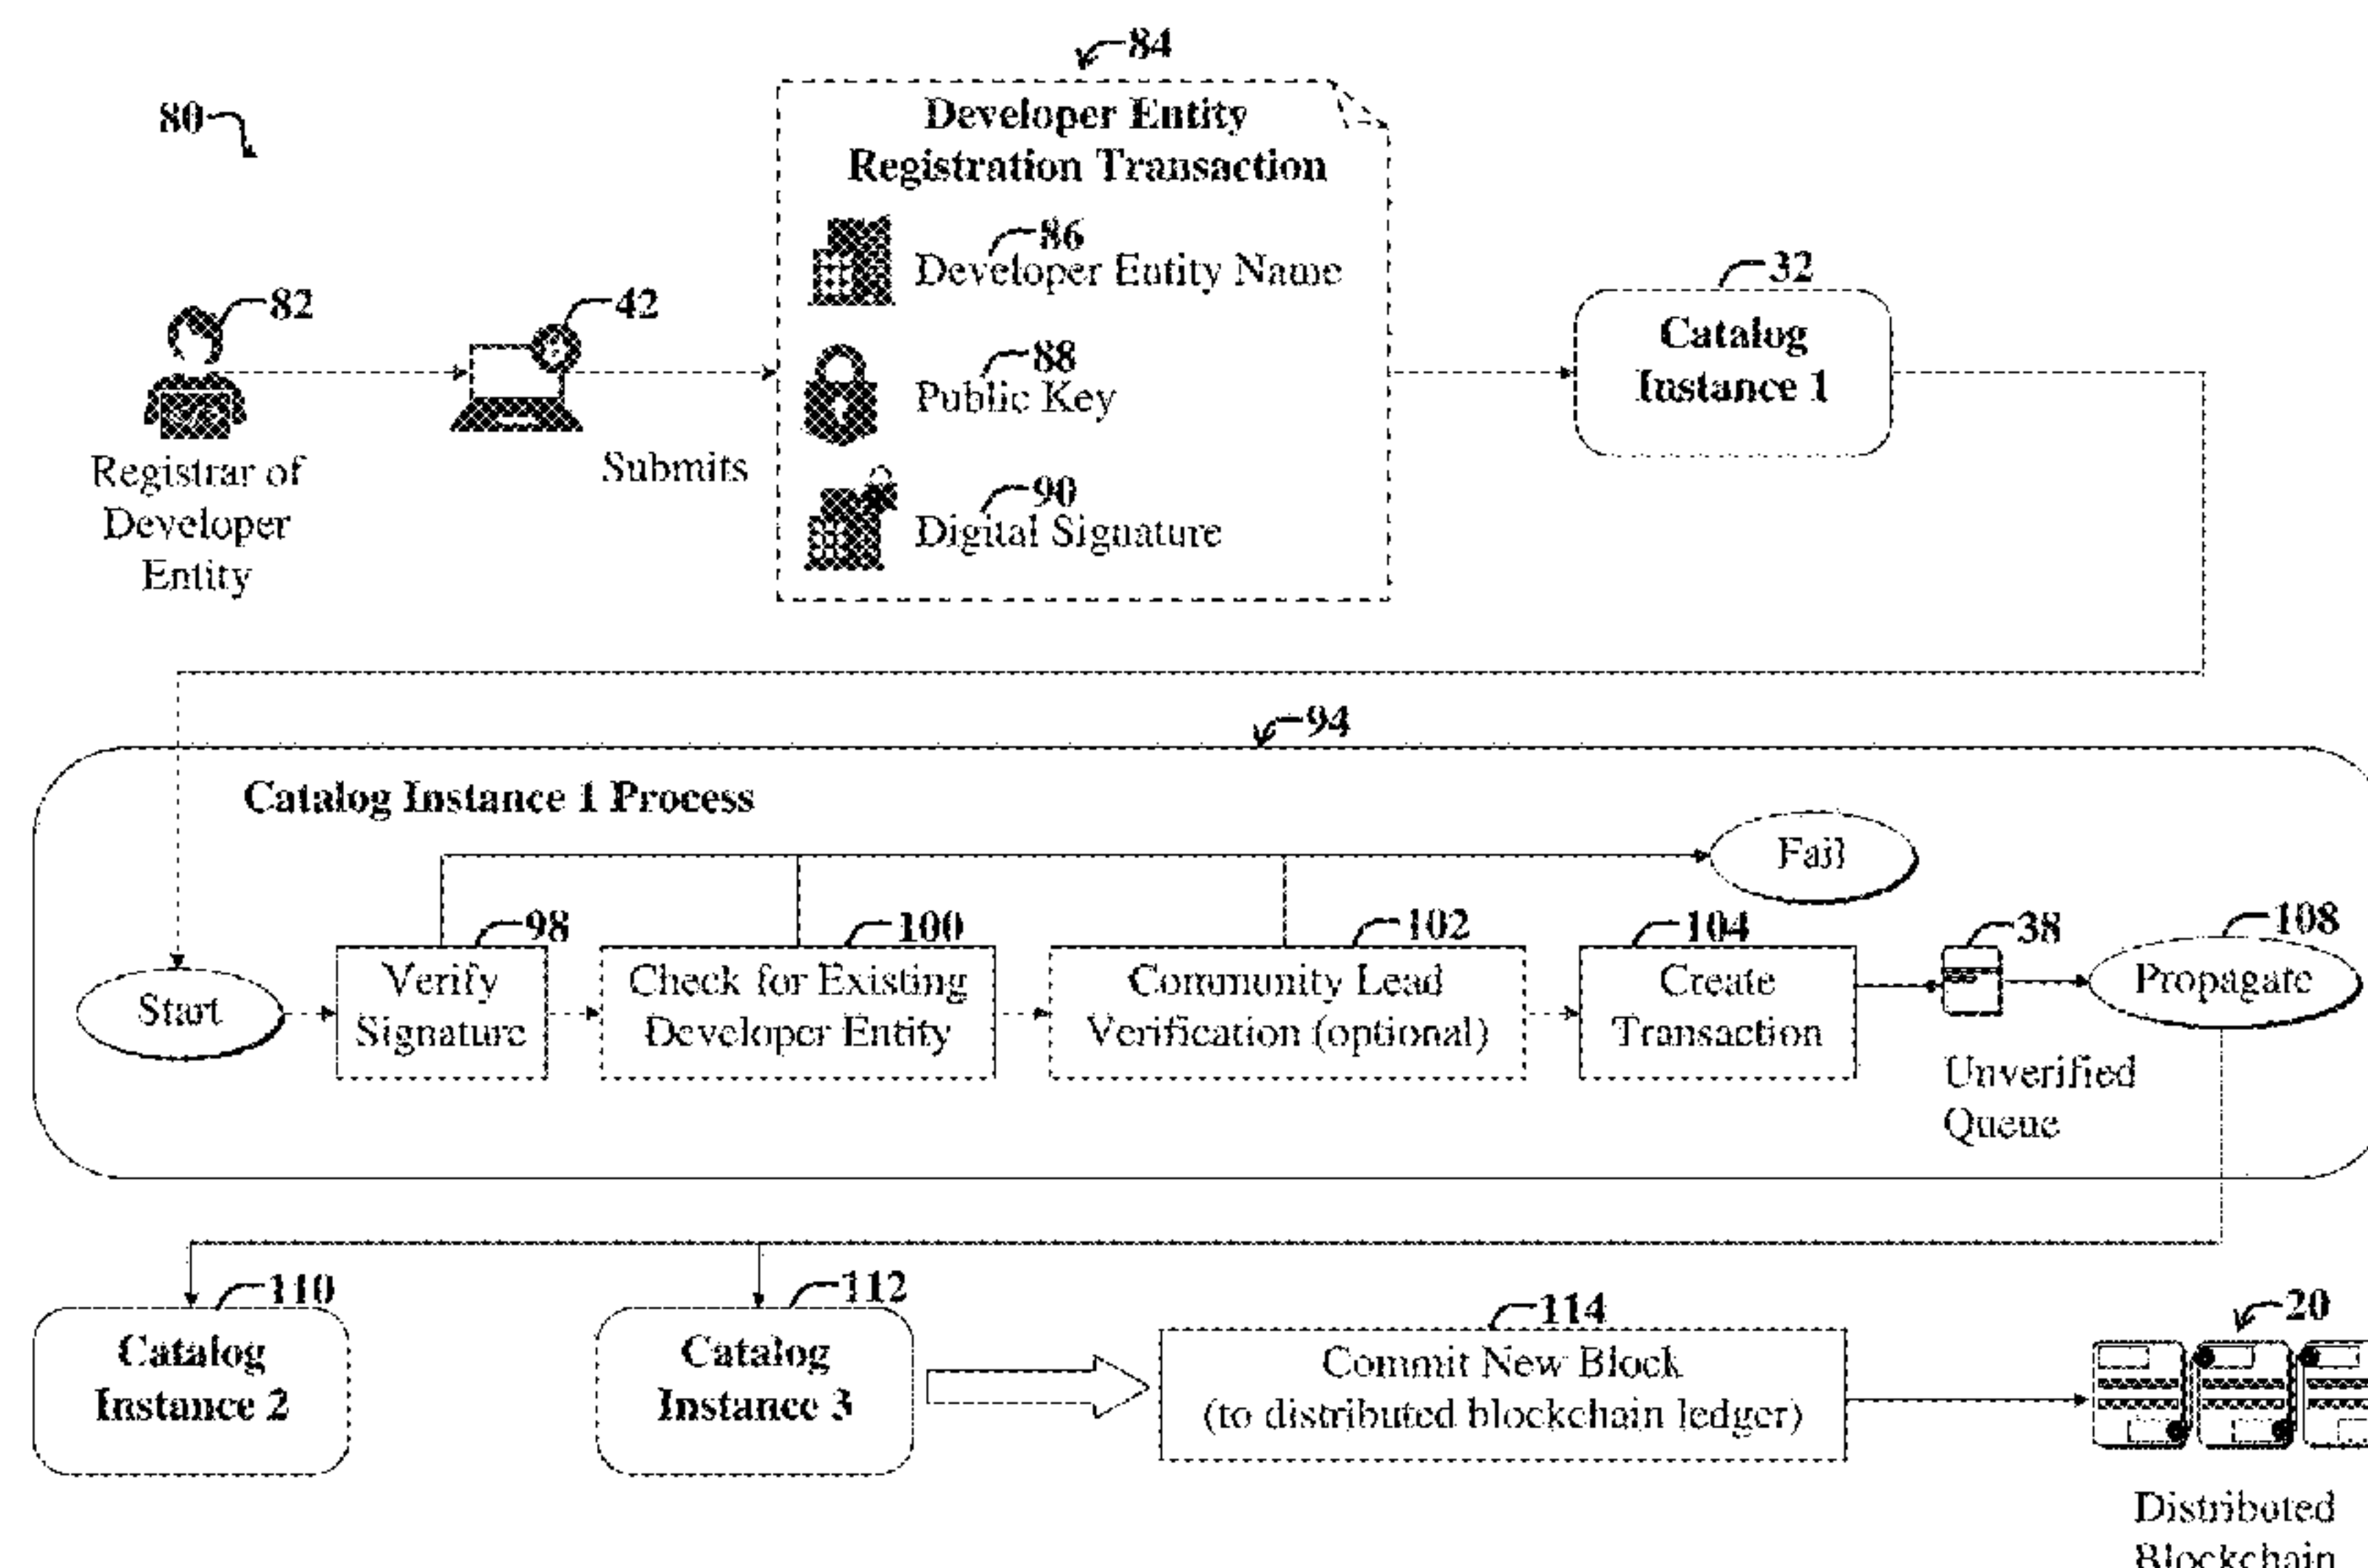 84
80
Developer Entity
Registration Transaction
86
Developer Entity Name
88
Public Key
90
Digital Signature
82
Registrar of
Developer
Entity
42
Submits
32
Catalog
Instance 1
94
Catalog Instance 1 Process
Fail
Start
98
Verify
Signature
100
Check for Existing
Developer Entity
102
Community Lead
Verification (optional)
104
Create
Transaction
38
Unverified
Queue
108
Propagate
110
Catalog
Instance 2
112
Catalog
Instance 3
114
Commit New Block
(to distributed blockchain ledger)
20
Distributed
Blockchain